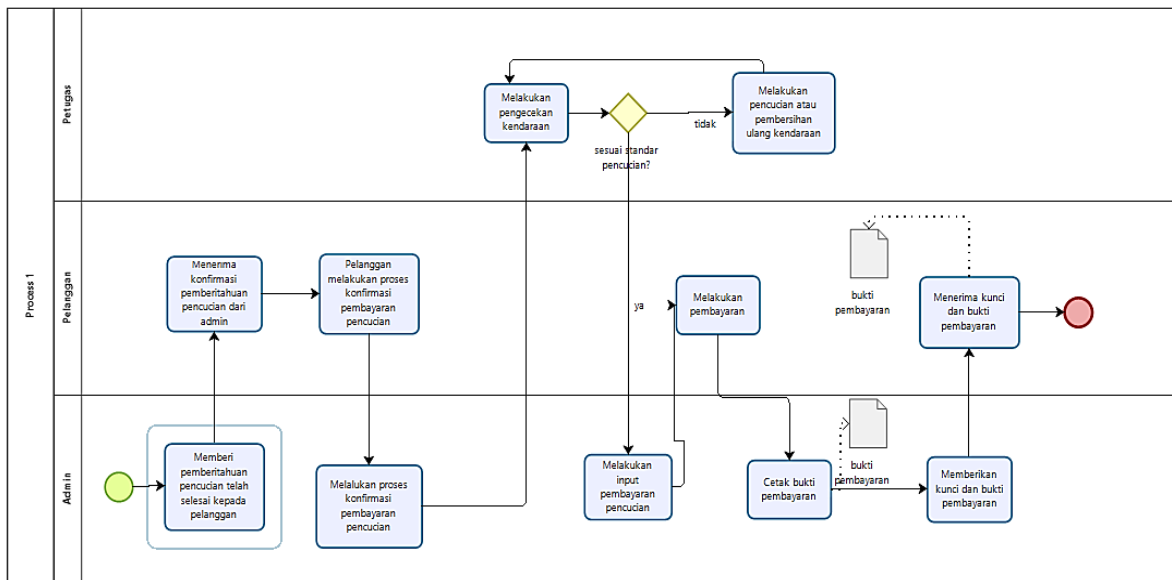 Process 1
Petugas
Melakukan
pengecekan
kendaraan
sesuai standar
pencucian?
tidak
Melakukan
pencucian atau
pembersihan
ulang kendaraan
Pelanggan
Menerima
konfirmasi
pemberitahuan
pencucian dari
admin
Pelanggan
melakukan proses
konfirmasi
pembayaran
pencucian
ya
Melakukan
pembayaran
bukti
pembayaran
Menerima kunci
dan bukti
pembayaran
Admin
Memberi
pemberitahuan
pencucian telah
selesai kepada
pelanggan
Melalukan proses
konfirmasi
pembayaran
pencucian
Melakukan
input
pembayaran
pencucian
Cetak bukti
pembayaran
bukti
pembayaran
Memberikan
kunci dan bukti
pembayaran